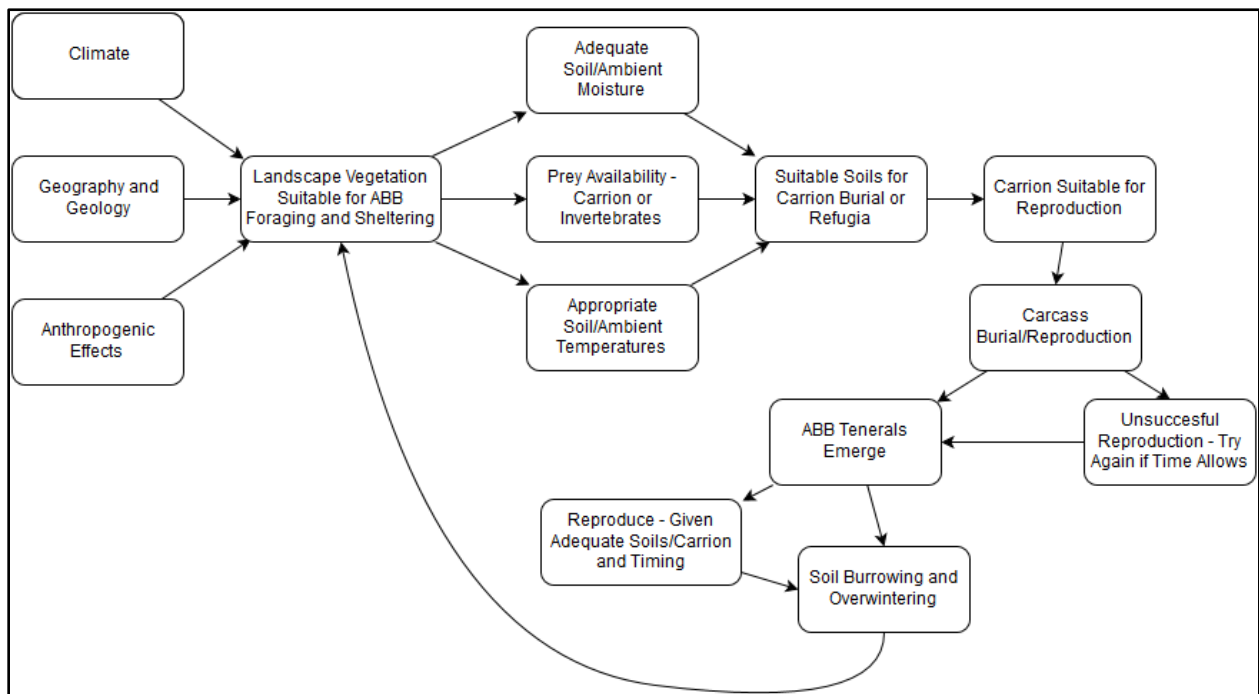 Climate
Adequate
Soil/Ambient
Moisture
Geography and
Geology
Landscape Vegetation
Suitable for ABB
Foraging and Sheltering
Prey Availability -
Carrion or
Invertebrates
Suitable Soils for
Carrion Burial or
Refugia
Carrion Suitable for
Reproduction
Anthropogenic
Effects
Appropriate
Soil/Ambient
Temperatures
Carcass
Burial/Reproduction
ABB Tenerals
Emerge
Unsuccesful
Reproduction - Try
Again if Time Allows
Reproduce - Given
Adequate Soils/Carrion
and Timing
Soil Burrowing and
Overwintering